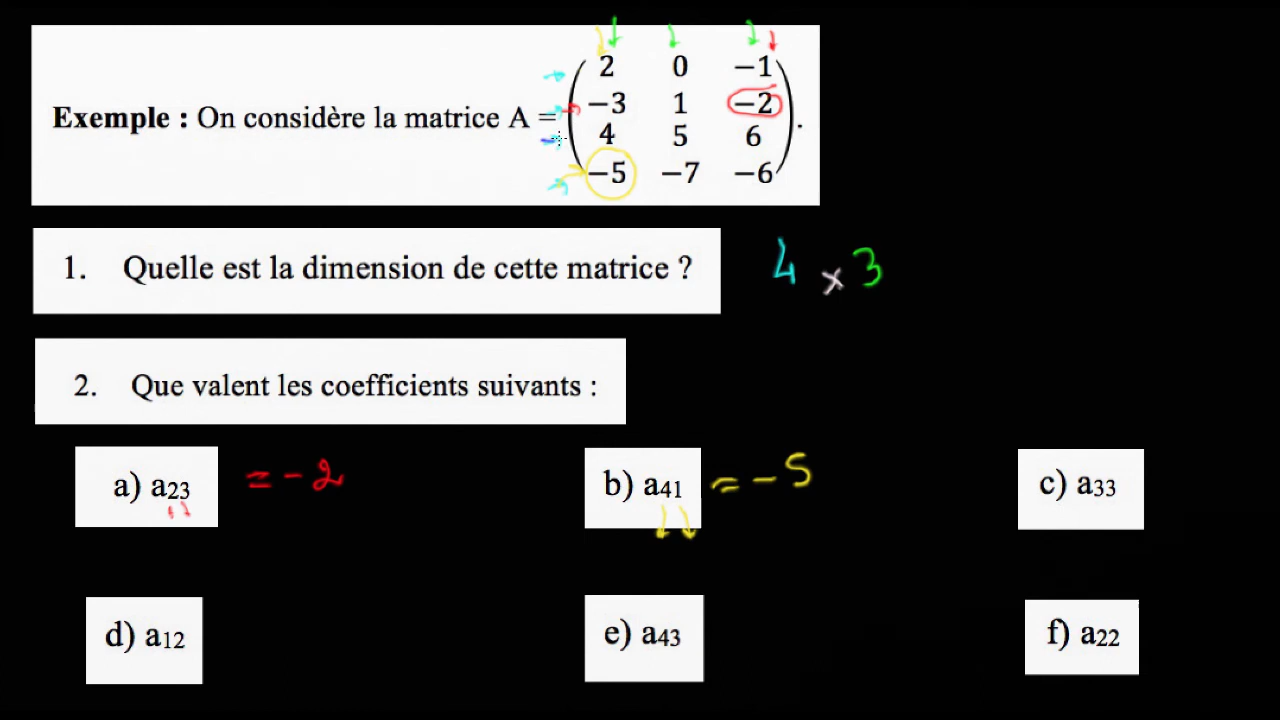 2 0 −1
−3 1 −2
Exemple : On considère la matrice A = .
4 5 6
−5 −7 −6
1. Quelle est la dimension de cette matrice ? 4 × 3
2. Que valent les coefficients suivants :
a) a23 = -2 b) a41 = -5 c) a33
d) a12 e) a43 f) a22